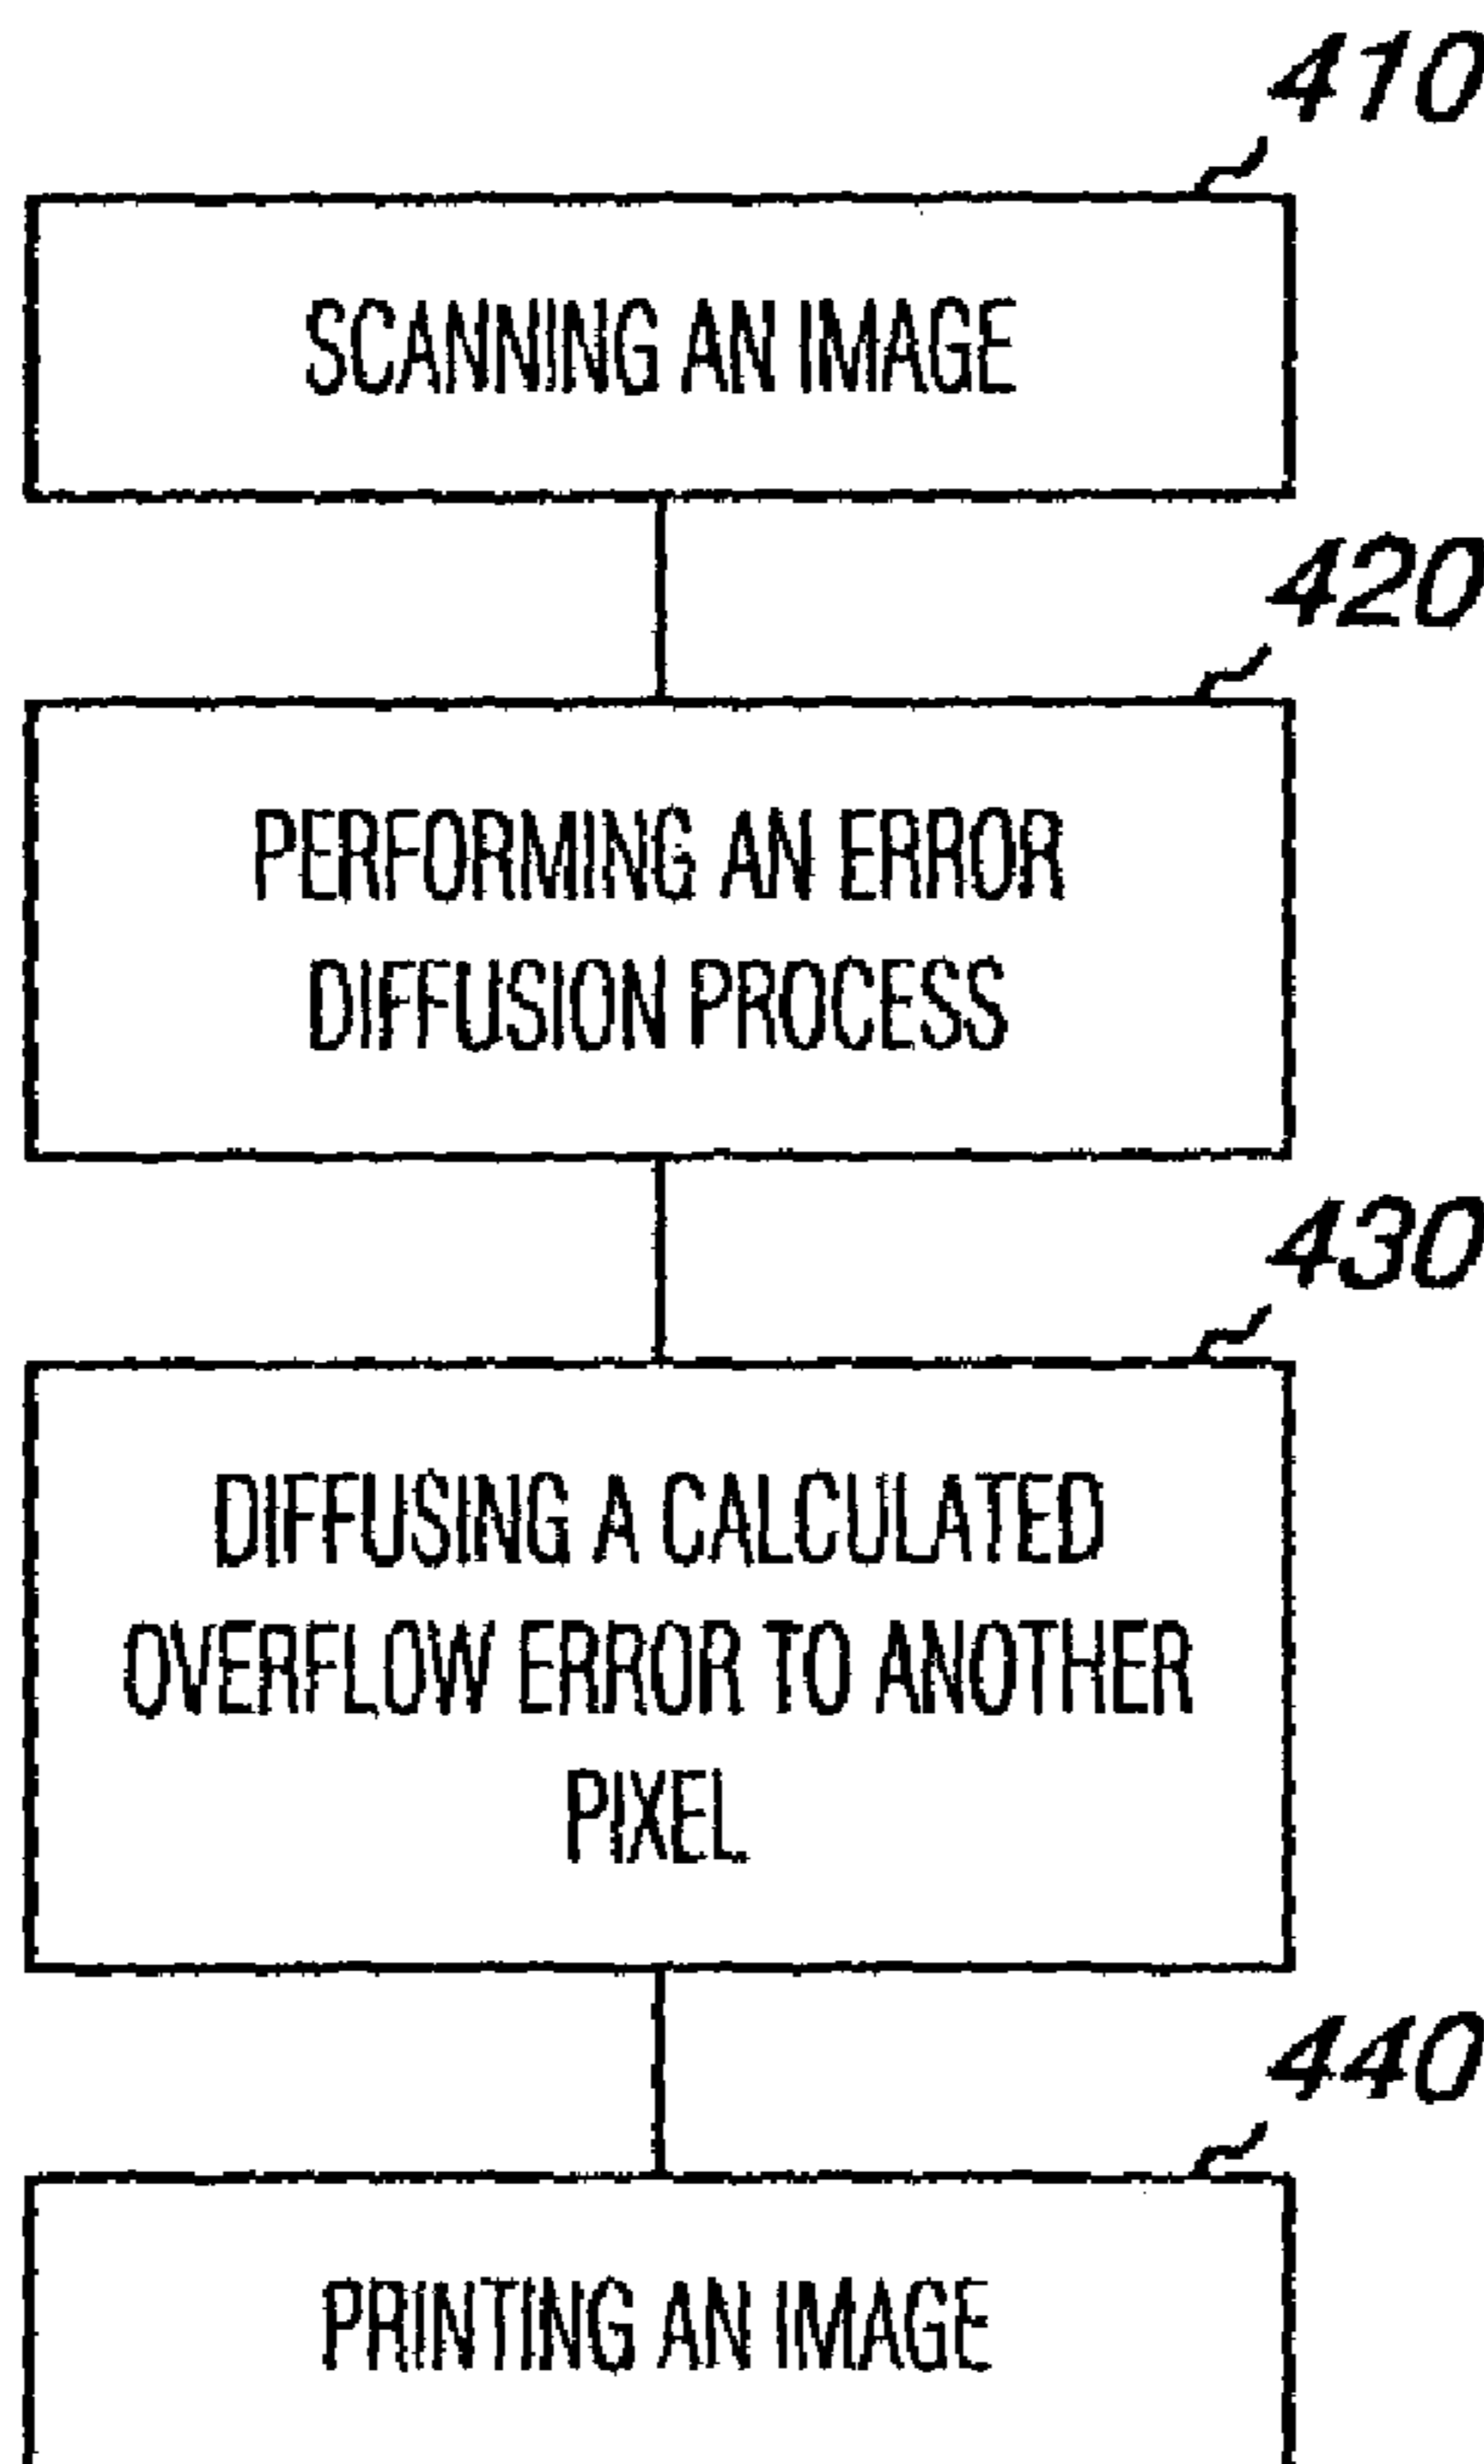 410
SCANNING AN IMAGE
420
PERFORMING AN ERROR
DIFFUSION PROCESS
430
DIFFUSING A CALCULATED
OVERFLOW ERROR TO ANOTHER
PIXEL
440
PRINTING AN IMAGE